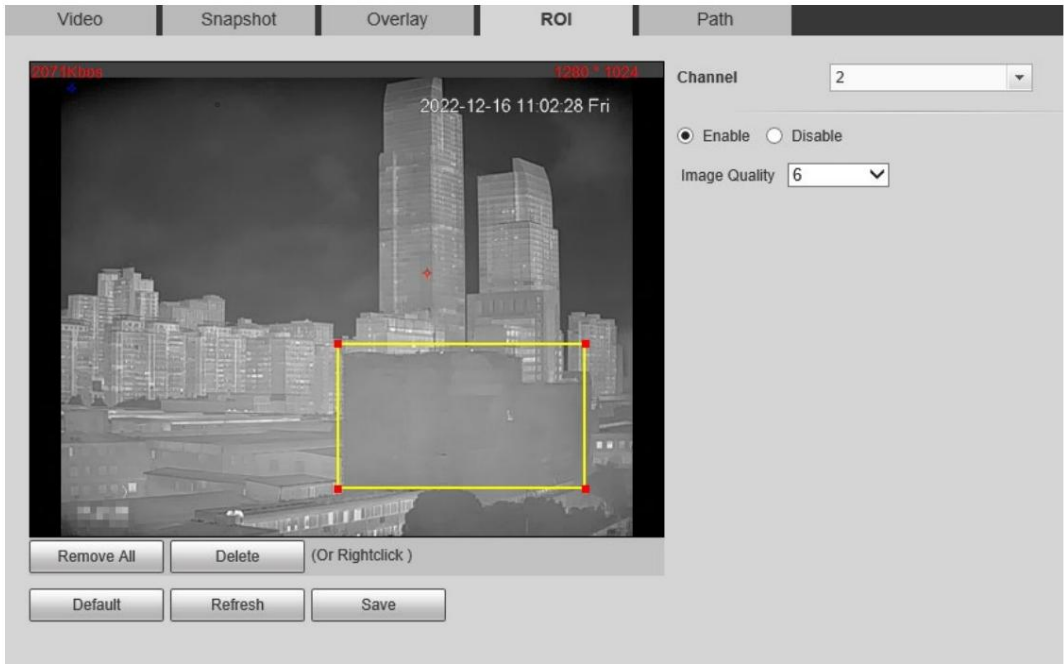 Video Snapshot Overlay ROI Path
2071Kbps 1280 * 1024
2022-12-16 11:02:28 Fri
Channel 2
Enable Disable
Image Quality 6
Remove All Delete (Or Rightclick )
Default Refresh Save